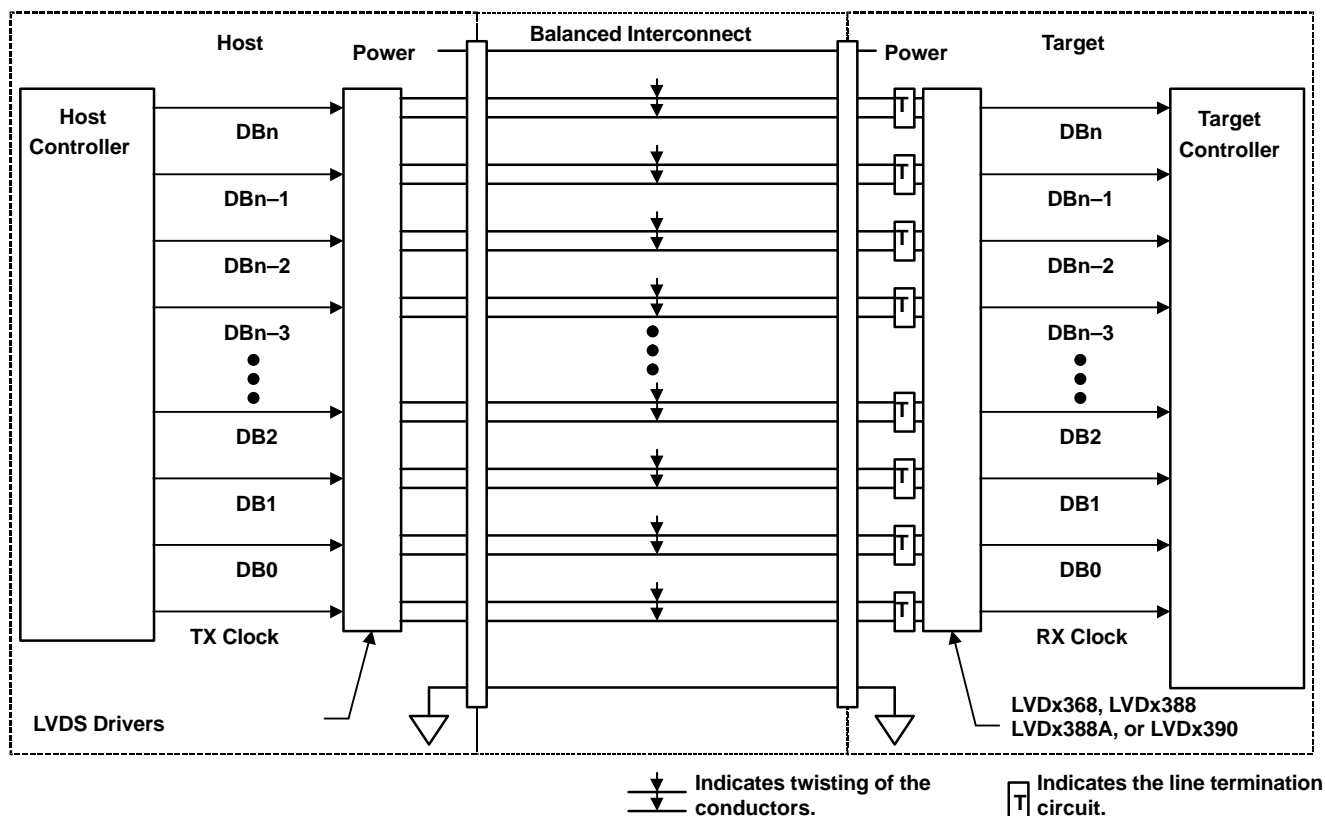 Host
Power
Balanced Interconnect
Power
Target
Host
Controller
DBn
DBn–1
DBn–2
DBn–3
DB2
DB1
DB0
TX Clock
LVDS Drivers
T
T
T
T
T
T
T
T
DBn
DBn–1
DBn–2
DBn–3
DB2
DB1
DB0
RX Clock
Target
Controller
LVDx368, LVDx388
LVDx388A, or LVDx390
Indicates twisting of the
conductors.
T
Indicates the line termination
circuit.